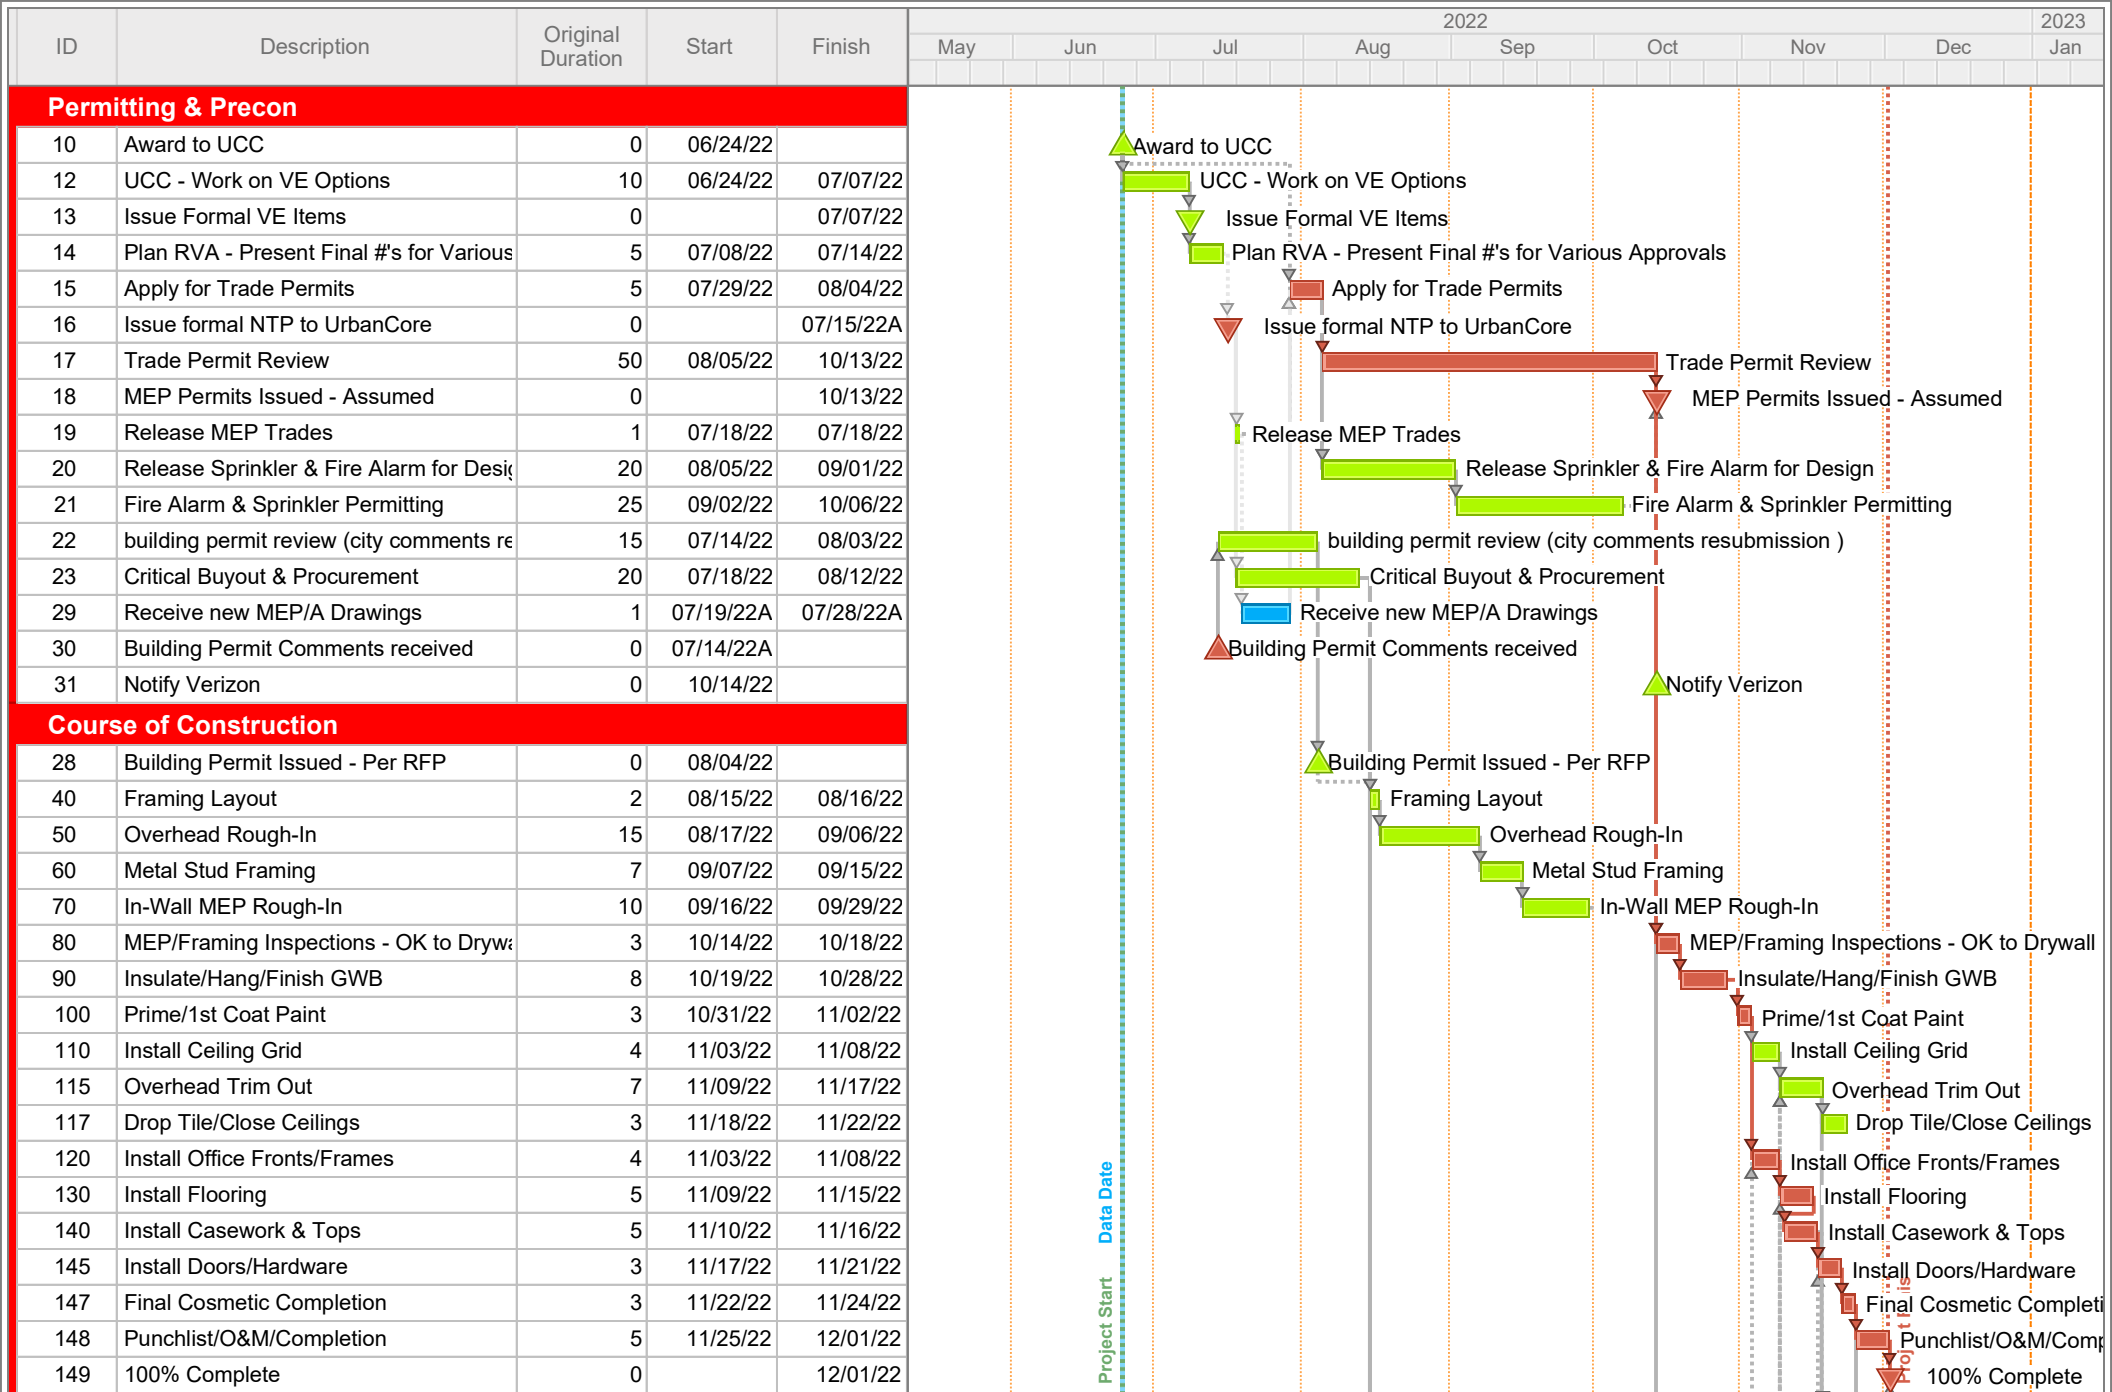 ID Description Original Duration Start Finish
2022 2023
May Jun Jul Aug Sep Oct Nov Dec Jan
Permitting & Precon
10 Award to UCC 0 06/24/22 Award to UCC
12 UCC - Work on VE Options 10 06/24/22 07/07/22 UCC - Work on VE Options
13 Issue Formal VE Items 0 07/07/22 Issue Formal VE Items
14 Plan RVA - Present Final #'s for Various 5 07/08/22 07/14/22 Plan RVA - Present Final #'s for Various Approvals
15 Apply for Trade Permits 5 07/29/22 08/04/22 Apply for Trade Permits
16 Issue formal NTP to UrbanCore 0 07/15/22A Issue formal NTP to UrbanCore
17 Trade Permit Review 50 08/05/22 10/13/22 Trade Permit Review
18 MEP Permits Issued - Assumed 0 10/13/22 MEP Permits Issued - Assumed
19 Release MEP Trades 1 07/18/22 07/18/22 Release MEP Trades
20 Release Sprinkler & Fire Alarm for Desig 20 08/05/22 09/01/22 Release Sprinkler & Fire Alarm for Design
21 Fire Alarm & Sprinkler Permitting 25 09/02/22 10/06/22 Fire Alarm & Sprinkler Permitting
22 building permit review (city comments re 15 07/14/22 08/03/22 building permit review (city comments resubmission )
23 Critical Buyout & Procurement 20 07/18/22 08/12/22 Critical Buyout & Procurement
29 Receive new MEP/A Drawings 1 07/19/22A 07/28/22A Receive new MEP/A Drawings
30 Building Permit Comments received 0 07/14/22A Building Permit Comments received
31 Notify Verizon 0 10/14/22 Notify Verizon
Course of Construction
28 Building Permit Issued - Per RFP 0 08/04/22 Building Permit Issued - Per RFP
40 Framing Layout 2 08/15/22 08/16/22 Framing Layout
50 Overhead Rough-In 15 08/17/22 09/06/22 Overhead Rough-In
60 Metal Stud Framing 7 09/07/22 09/15/22 Metal Stud Framing
70 In-Wall MEP Rough-In 10 09/16/22 09/29/22 In-Wall MEP Rough-In
80 MEP/Framing Inspections - OK to Drywa 3 10/14/22 10/18/22 MEP/Framing Inspections - OK to Drywall
90 Insulate/Hang/Finish GWB 8 10/19/22 10/28/22 Insulate/Hang/Finish GWB
100 Prime/1st Coat Paint 3 10/31/22 11/02/22 Prime/1st Coat Paint
110 Install Ceiling Grid 4 11/03/22 11/08/22 Install Ceiling Grid
115 Overhead Trim Out 7 11/09/22 11/17/22 Overhead Trim Out
117 Drop Tile/Close Ceilings 3 11/18/22 11/22/22 Drop Tile/Close Ceilings
120 Install Office Fronts/Frames 4 11/03/22 11/08/22 Install Office Fronts/Frames
130 Install Flooring 5 11/09/22 11/15/22 Install Flooring
140 Install Casework & Tops 5 11/10/22 11/16/22 Install Casework & Tops
145 Install Doors/Hardware 3 11/17/22 11/21/22 Install Doors/Hardware
147 Final Cosmetic Completion 3 11/22/22 11/24/22 Final Cosmetic Completi
148 Punchlist/O&M/Completion 5 11/25/22 12/01/22 Punchlist/O&M/Comp
149 100% Complete 0 12/01/22 100% Complete
Data Date
Project Start